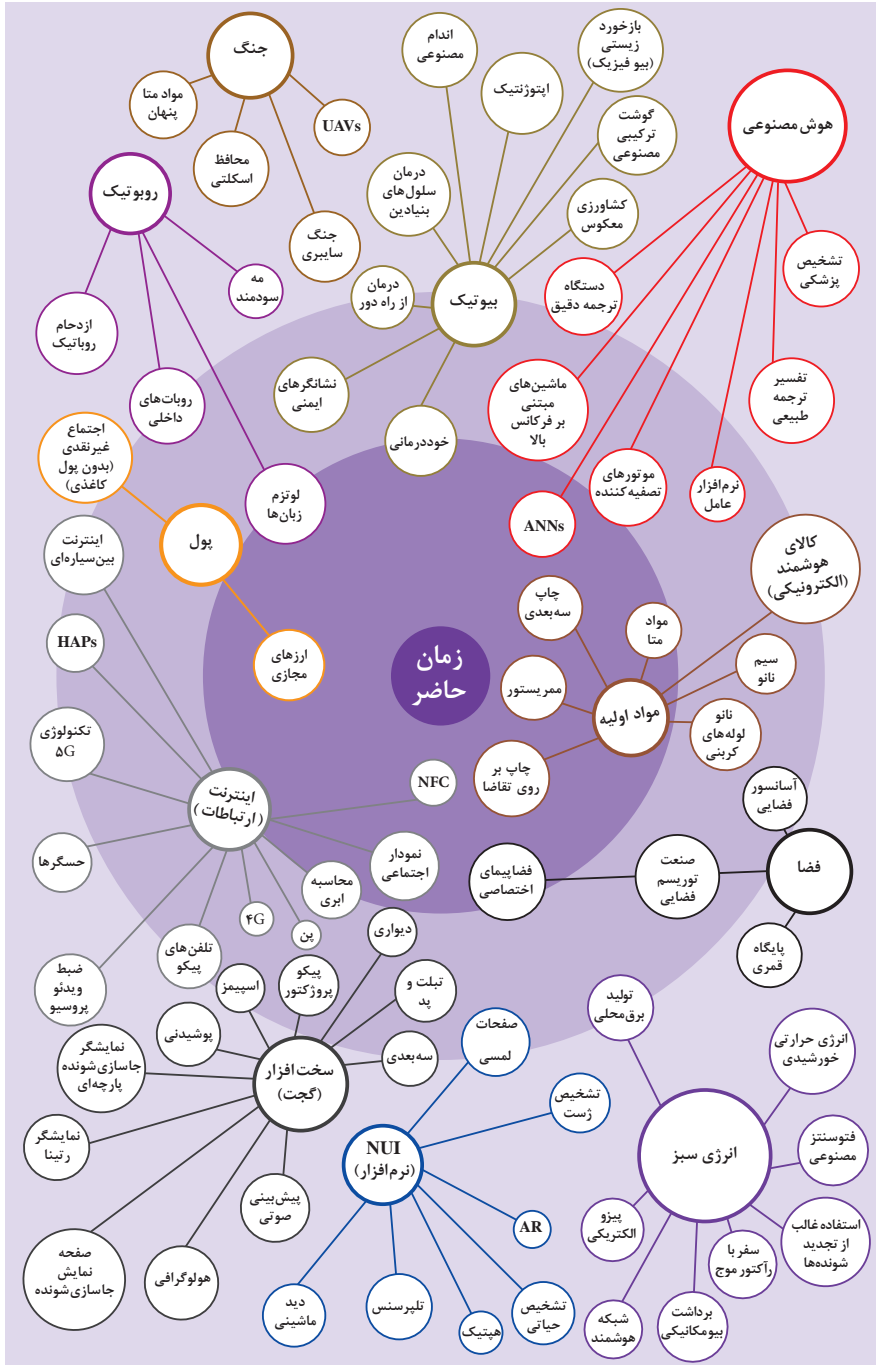 جنگ
مواد متا
پنهان
محافظ
اسکلتی
جنگ
سایبری
UAVs
روبوتیک
ازدحام
روباتیک
روبات‌های
داخلی
لوتزم
زبان‌ها
مه
سودمند
بیوتیک
اندام
مصنوعی
اپتوژنتیک
بازخورد
زیستی
(بیو فیزیک)
گوشت
ترکیبی
مصنوعی
کشاورزی
معکوس
درمان
سلول‌های
بنیادین
درمان
از راه دور
نشانگرهای
ایمنی
خوددرمانی
هوش مصنوعی
دستگاه
ترجمه دقیق
ماشین‌های
مبتنی
بر فرکانس
بالا
ANNs
موتورهای
تصفیه‌کننده
نرم‌افزار
عامل
تفسیر
ترجمه
طبیعی
تشخیص
پزشکی
پول
اجتماع
غیرنقدی
(بدون پول
کاغذی)
ارزهای
مجازی
زمان
حاضر
مواد اولیه
چاپ
سه‌بعدی
مواد
متا
کالای
هوشمند
(الکترونیکی)
سیم
نانو
نانو
لوله‌های
کربنی
ممریستور
چاپ بر
روی تقاضا
اینترنت
(ارتباطات)
اینترنت
بین‌سیاره‌ای
HAPs
تکنولوژی
۵G
حسگرها
ضبط
ویدئو
پروسیو
تلفن‌های
پیکو
۴G
پن
محاسبه
ابری
نمودار
اجتماعی
NFC
فضا
آسانسور
فضایی
صنعت
توریسم
فضایی
فضاپیمای
اختصاصی
پایگاه
قمری
سخت‌افزار
(گجت)
دیواری
پیکو
پروژکتور
اسپیمز
تبلت و
پد
سه‌بعدی
پوشیدنی
نمایشگر
جاسازی‌شونده
پارچه‌ای
نمایشگر
رتینا
صفحه
نمایش
جاسازی‌شونده
هولوگرافی
پیش‌بینی
صوتی
NUI
(نرم‌افزار)
صفحات
لمسی
تشخیص
ژست
AR
تشخیص
حیاتی
هپتیک
تلپرسنس
دید
ماشینی
انرژی سبز
تولید
برق‌محلی
انرژی حرارتی
خورشیدی
فتوسنتز
مصنوعی
استفاده غالب
از تجدید
شونده‌ها
سفر با
رآکتور موج
برداشت
بیومکانیکی
شبکه
هوشمند
پیزو
الکتریکی